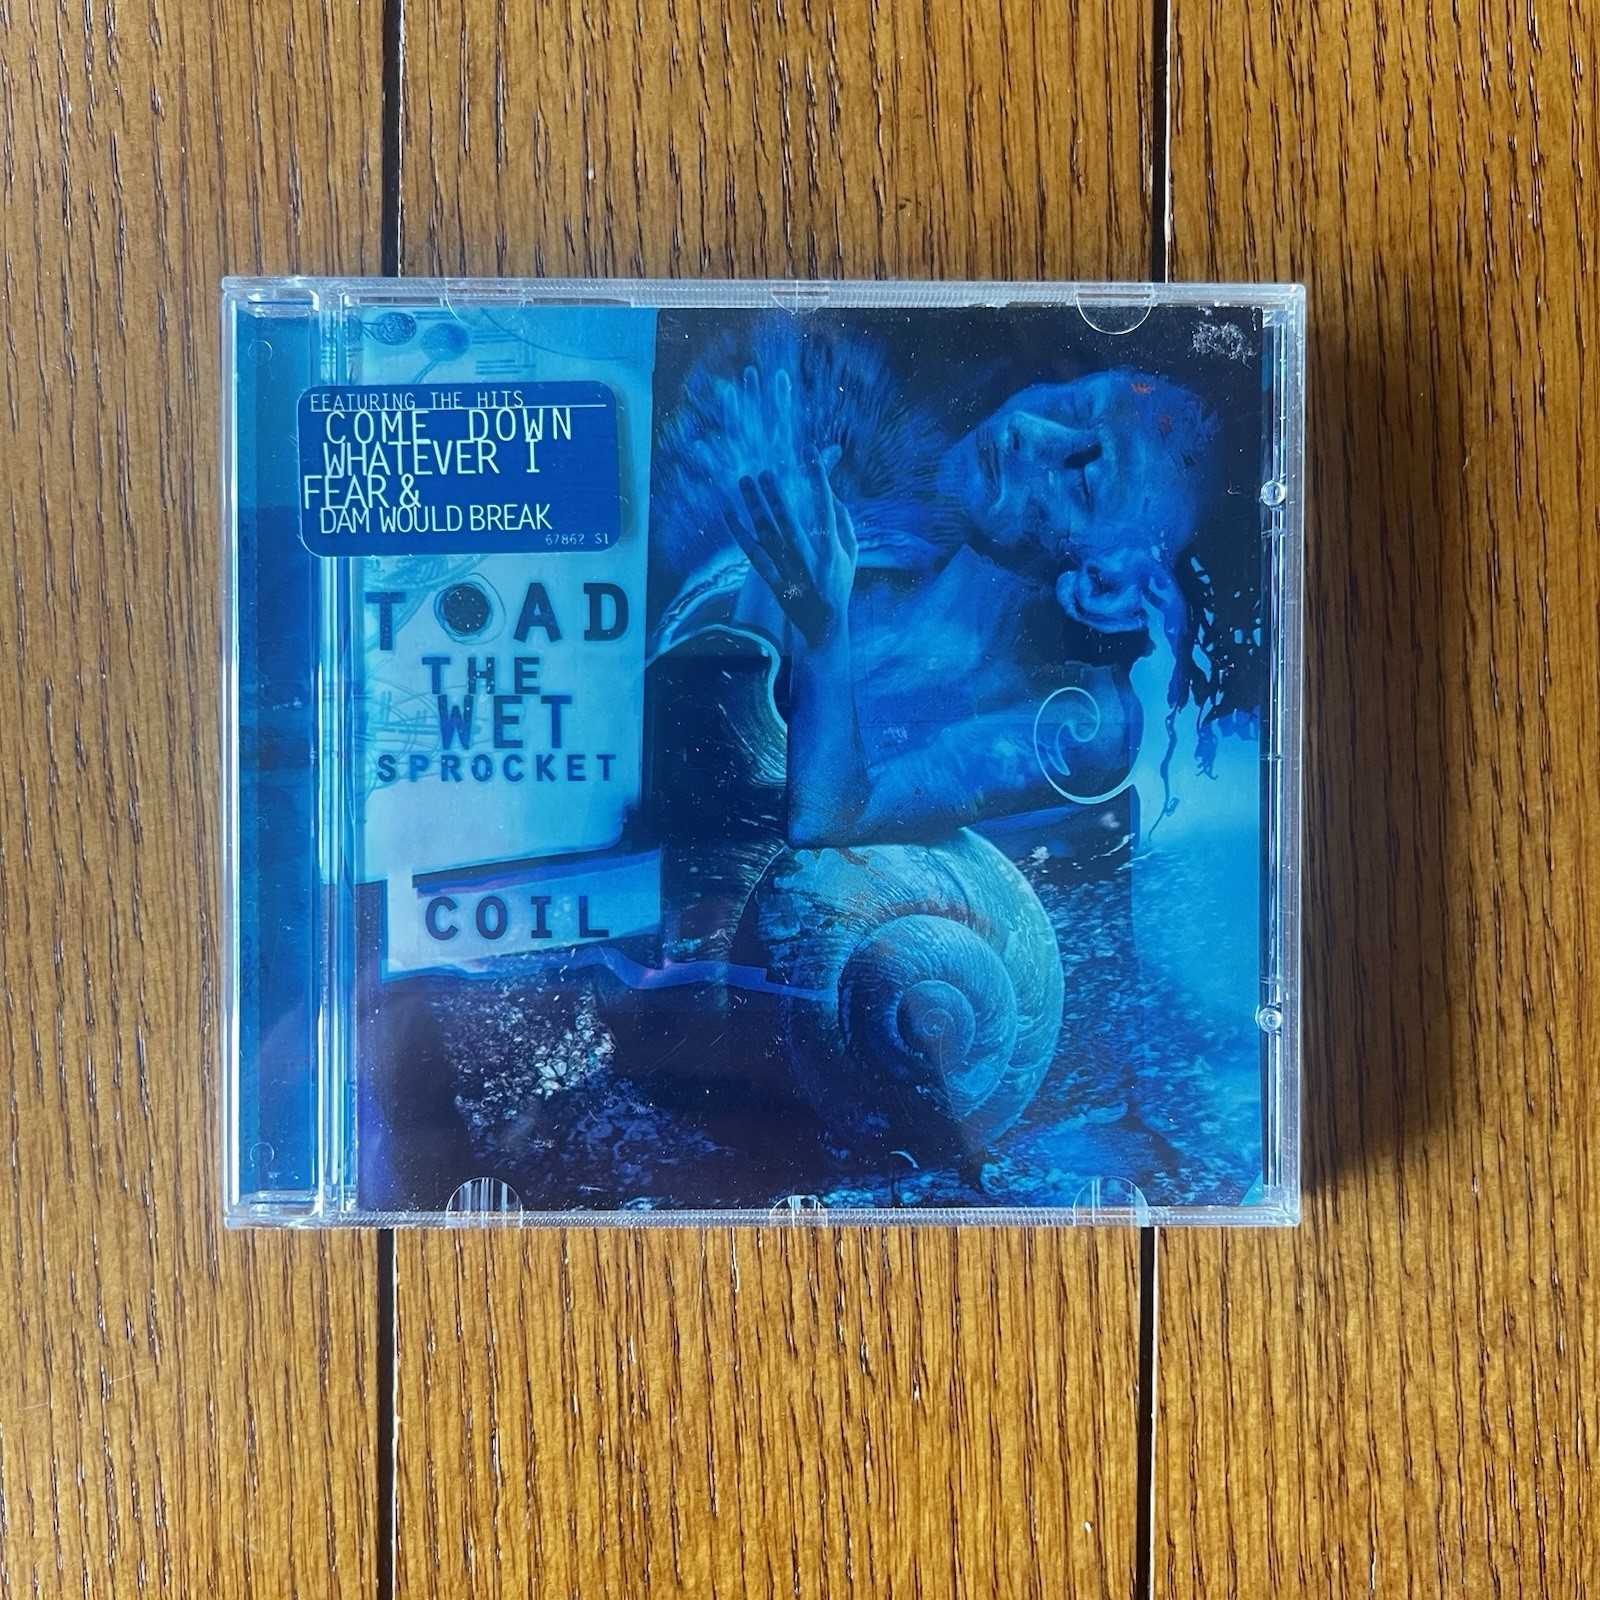 FEATURING THE HITS
COME DOWN
WHATEVER I
FEAR &
DAM WOULD BREAK
67862 S1
TOAD
THE
WET
SPROCKET
COIL